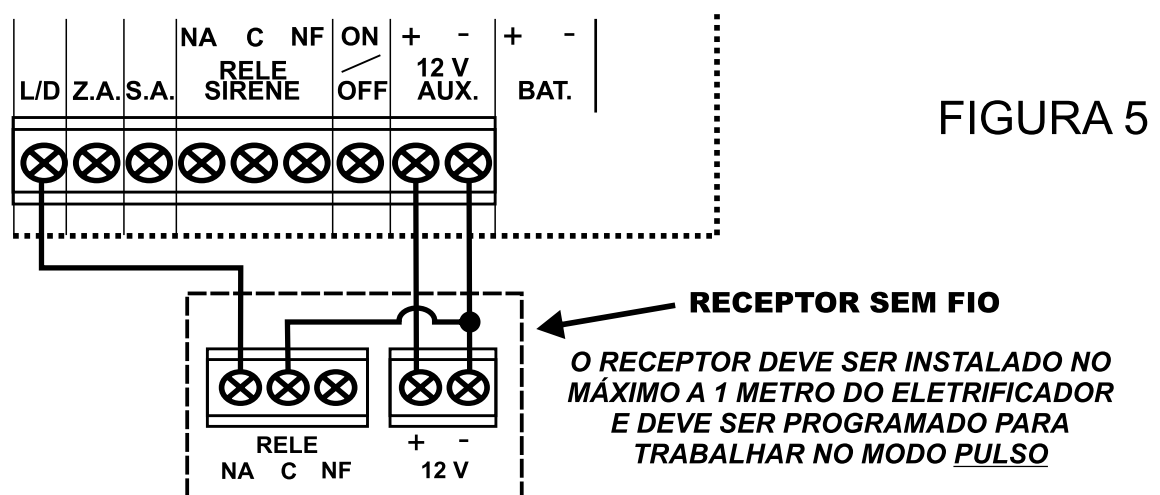 NA C NF ON + - + -
RELE 12 V
L/D Z.A. S.A. SIRENE OFF AUX. BAT.
FIGURA 5
RECEPTOR SEM FIO
O RECEPTOR DEVE SER INSTALADO NO
MÁXIMO A 1 METRO DO ELETRIFICADOR
E DEVE SER PROGRAMADO PARA
TRABALHAR NO MODO PULSO
RELE + -
NA C NF 12 V